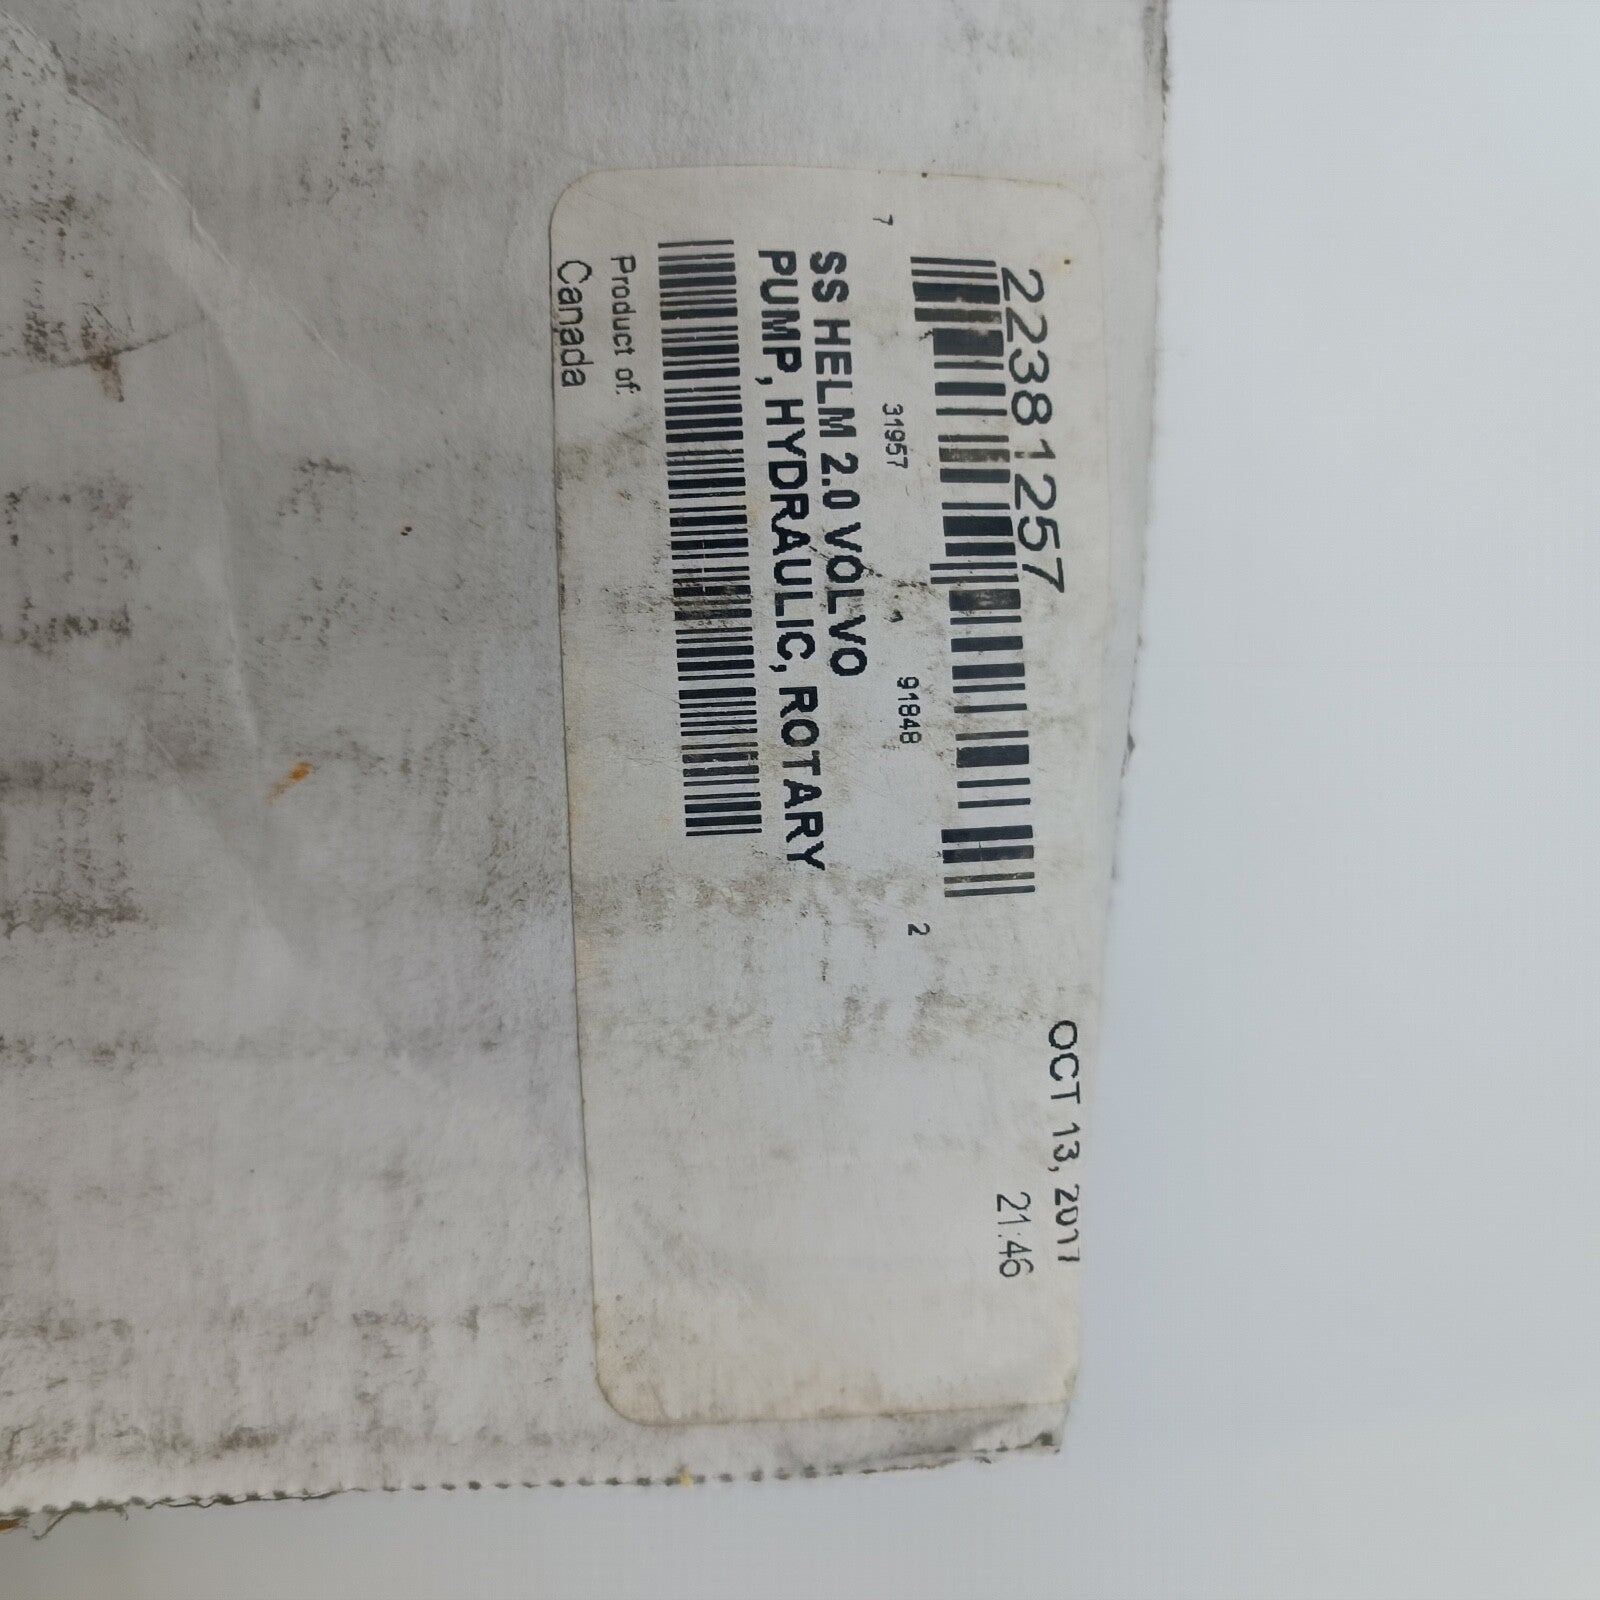 22381257
OCT 13, 2017
21:46
7 31957 91848 2
SS HELM 2.0 VOLVO
PUMP, HYDRAULIC, ROTARY
Product of:
Canada